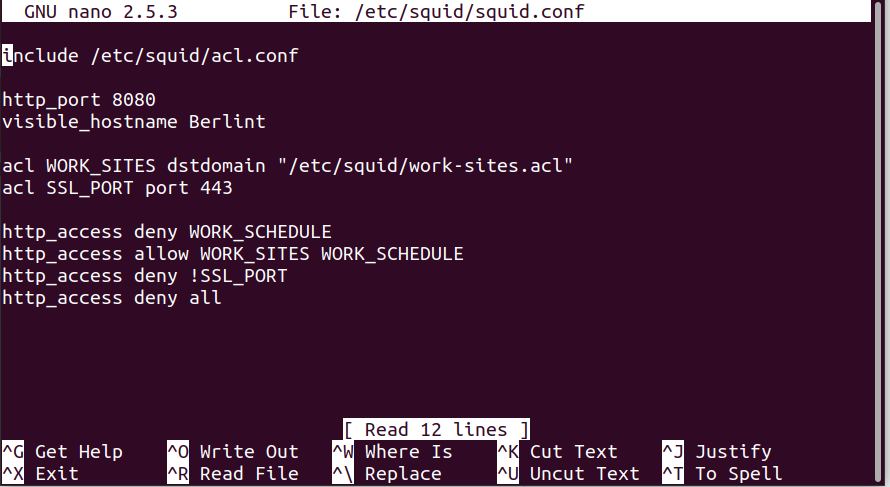 GNU nano 2.5.3 File: /etc/squid/squid.conf
include /etc/squid/acl.conf
http_port 8080
visible_hostname Berlint
acl WORK_SITES dstdomain "/etc/squid/work-sites.acl"
acl SSL_PORT port 443
http_access deny WORK_SCHEDULE
http_access allow WORK_SITES WORK_SCHEDULE
http_access deny !SSL_PORT
http_access deny all
[ Read 12 lines ]
^G Get Help ^O Write Out ^W Where Is ^K Cut Text ^J Justify
^X Exit ^R Read File ^\ Replace ^U Uncut Text ^T To Spell